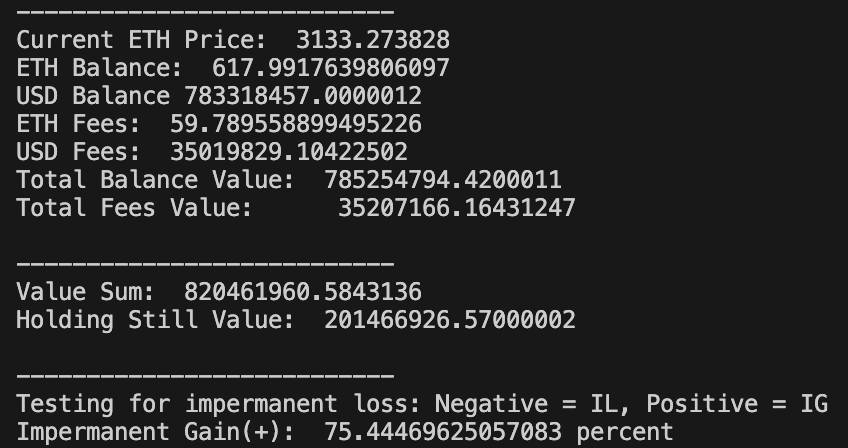 ---------------------------
Current ETH Price:  3133.273828
ETH Balance:  617.9917639806097
USD Balance 783318457.0000012
ETH Fees:  59.789558899495226
USD Fees:  35019829.10422502
Total Balance Value:  785254794.4200011
Total Fees Value:      35207166.16431247
---------------------------
Value Sum:  820461960.5843136
Holding Still Value:  201466926.57000002
---------------------------
Testing for impermanent loss: Negative = IL, Positive = IG
Impermanent Gain(+):  75.44469625057083 percent